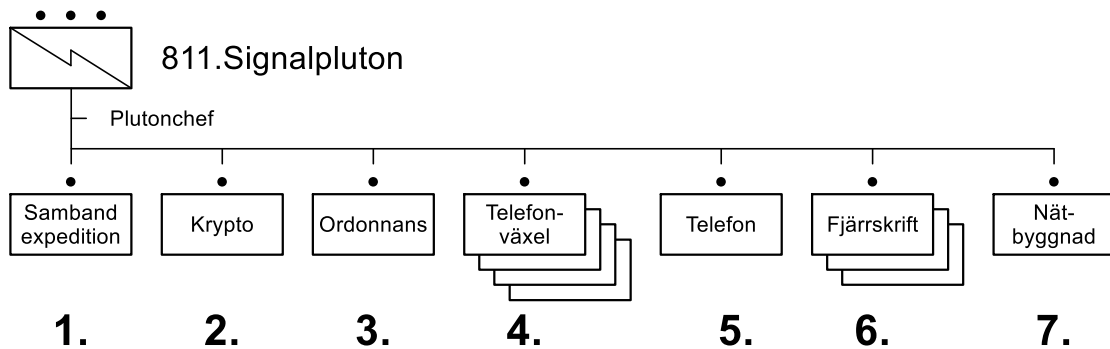 811.Signalpluton
Plutonchef
Samband
expedition
Krypto
Ordonnans
Telefon-
växel
Telefon
Fjärrskrift
Nät-
byggnad
1.
2.
3.
4.
5.
6.
7.